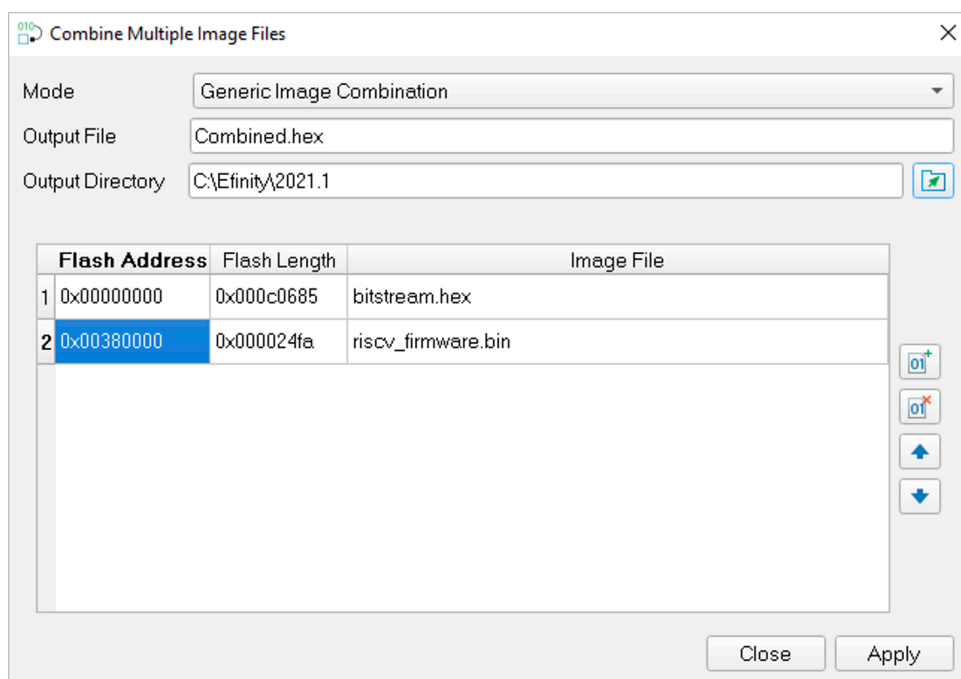 Combine Multiple Image Files
Mode Generic Image Combination
Output File Combined.hex
Output Directory C:\Efinity\2021.1
Flash Address Flash Length Image File
1 0x00000000 0x000c0685 bitstream.hex
2 0x00380000 0x000024fa riscv_firmware.bin
Close Apply